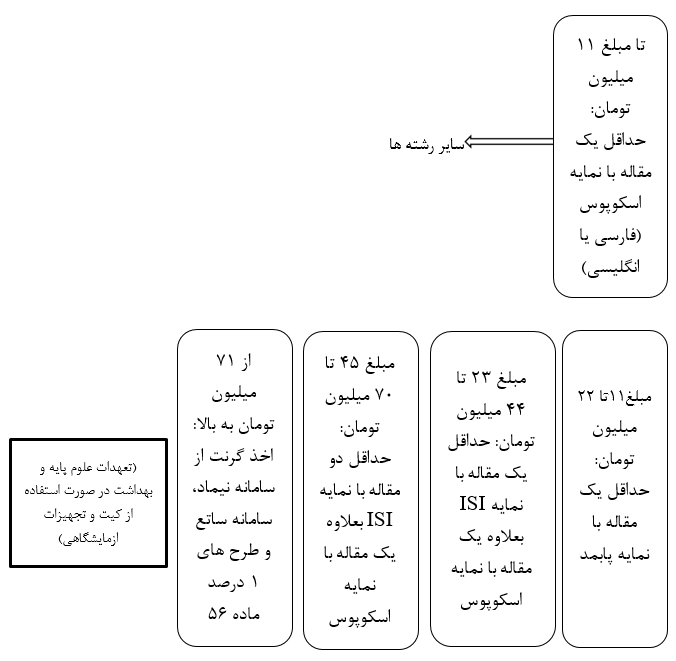 تا مبلغ ۱۱
میلیون
تومان:
حداقل یک
مقاله با نمایه
اسکوپوس
(فارسی یا
انگلیسی)
سایر رشته ها
مبلغ۱۱تا ۲۲
میلیون
تومان:
حداقل یک
مقاله با
نمایه پابمد
مبلغ ۲۳ تا
۴۴ میلیون
تومان: حداقل
یک مقاله با
نمایه ISI
بعلاوه یک
مقاله با نمایه
اسکوپوس
مبلغ ۴۵ تا
۷۰ میلیون
تومان:
حداقل دو
مقاله با نمایه
ISI بعلاوه
یک مقاله با
نمایه
اسکوپوس
از ۷۱
میلیون
تومان به بالا:
اخذ گرنت از
سامانه نیماد،
سامانه ساتع
و طرح های
۱ درصد
ماده ۵۶
(تعهدات علوم پایه و
بهداشت در صورت استفاده
از کیت و تجهیزات
ازمایشگاهی)